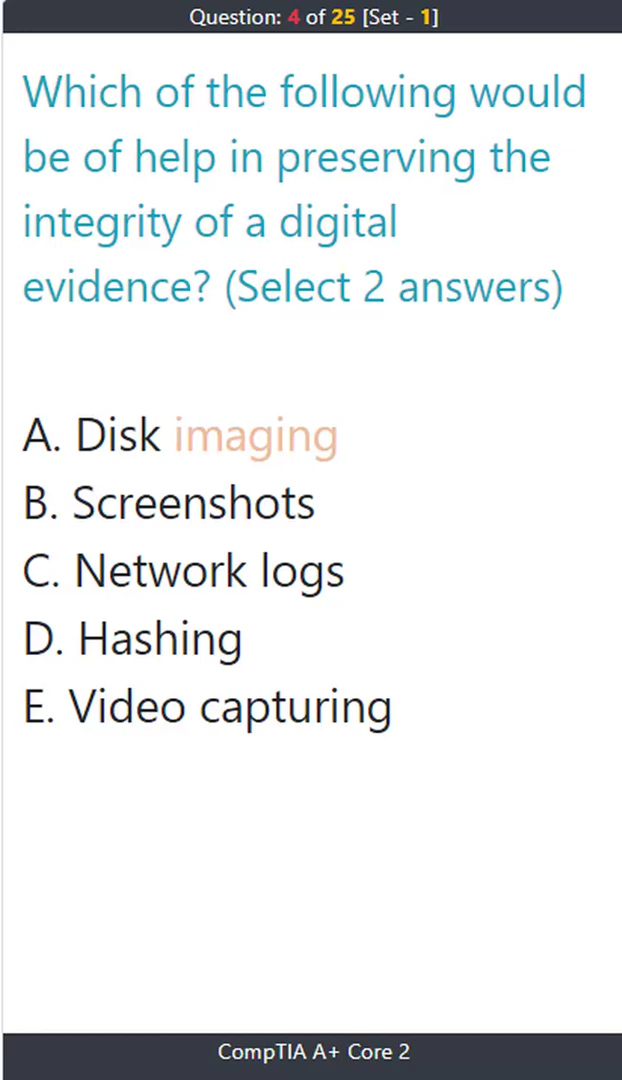 Question: 4 of 25 [Set - 1]
Which of the following would
be of help in preserving the
integrity of a digital
evidence? (Select 2 answers)
A. Disk imaging
B. Screenshots
C. Network logs
D. Hashing
E. Video capturing
CompTIA A+ Core 2